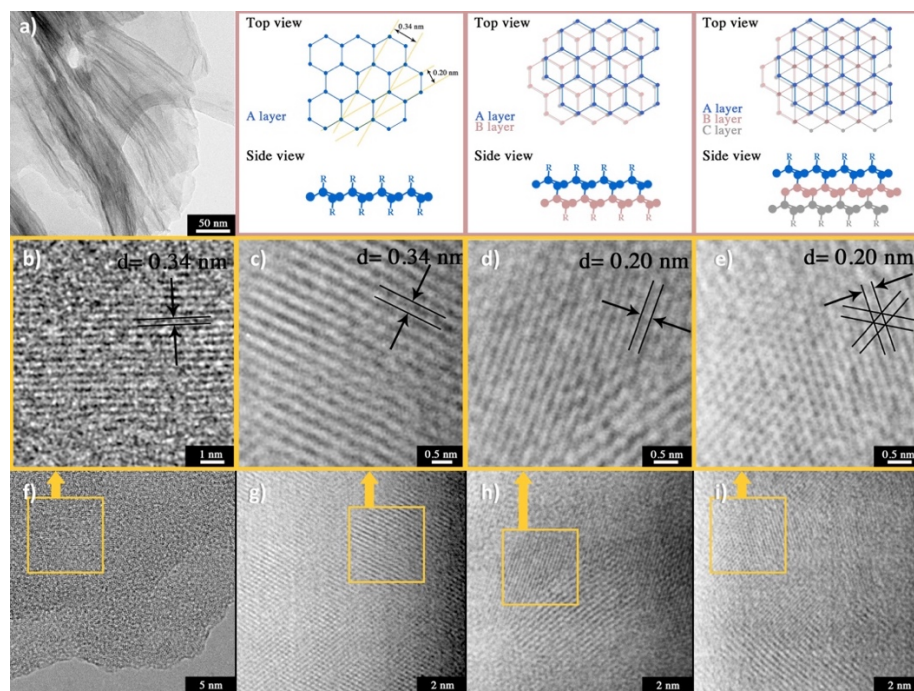 a)
50 nm
Top view
0.34 nm
0.20 nm
A layer
Side view
R R R R
R R R R
Top view
A layer
B layer
Side view
R R R R
R R R R
Top view
A layer
B layer
C layer
Side view
R R R R
R R R R
b)
d= 0.34 nm
1 nm
c)
d= 0.34 nm
0.5 nm
d)
d= 0.20 nm
0.5 nm
e)
d= 0.20 nm
0.5 nm
f)
5 nm
g)
2 nm
h)
2 nm
i)
2 nm